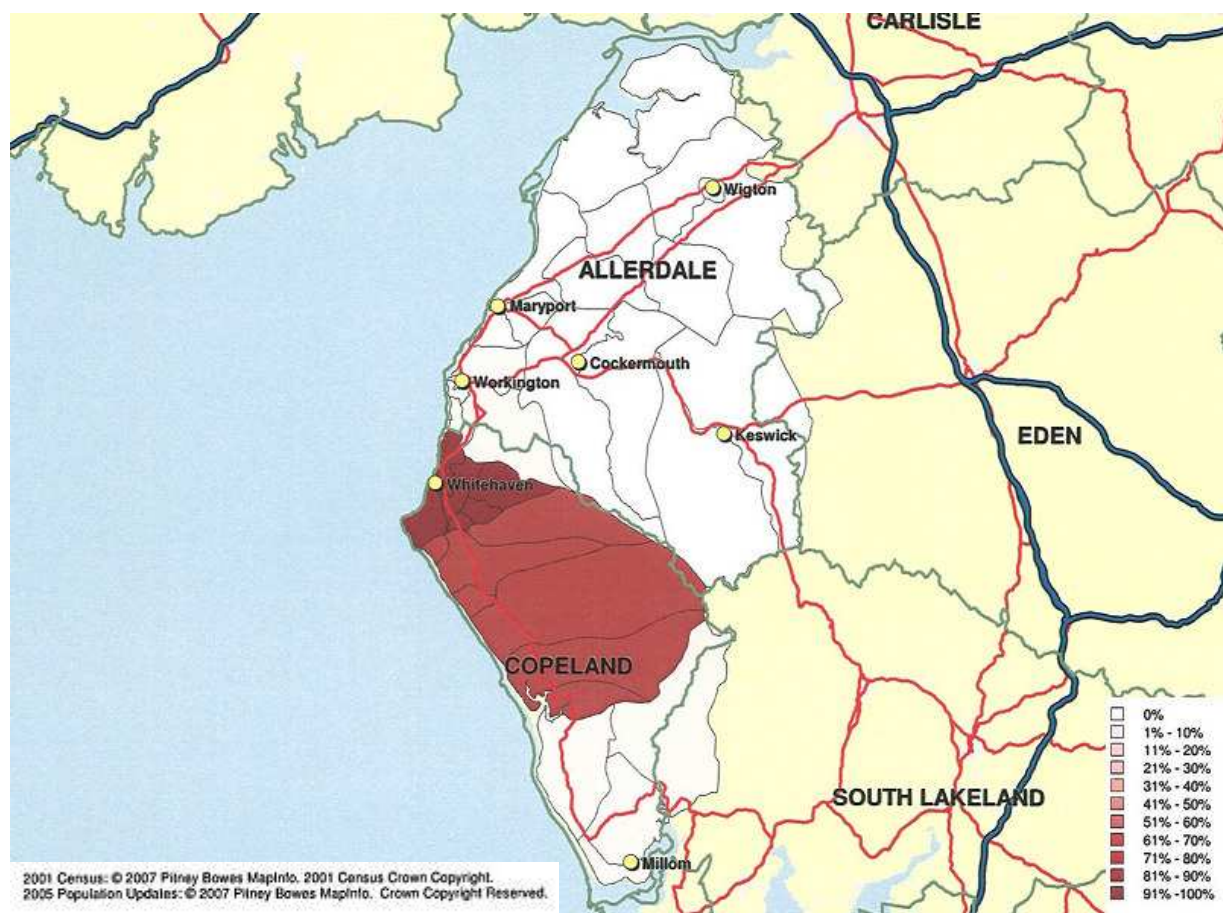 CARLISLE
Wigton
ALLERDALE
Maryport
Cockermouth
Workington
Keswick
EDEN
Whitehaven
COPELAND
SOUTH LAKELAND
Millom
0%
1% - 10%
11% - 20%
21% - 30%
31% - 40%
41% - 50%
51% - 60%
61% - 70%
71% - 80%
81% - 90%
91% -100%
2001 Census: © 2007 Pitney Bowes MapInfo. 2001 Census Crown Copyright.
2005 Population Updates: © 2007 Pitney Bowes MapInfo. Crown Copyright Reserved.